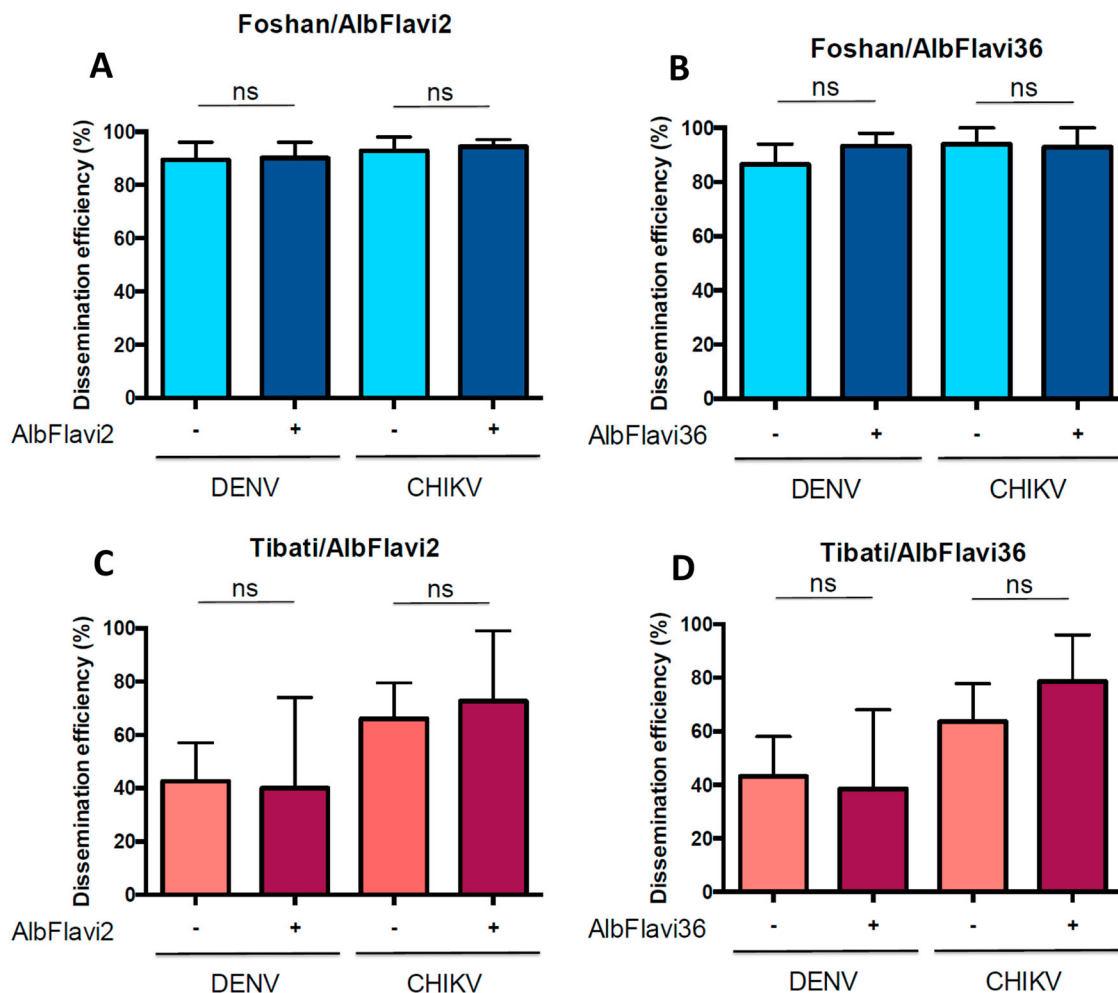 A
Foshan/AlbFlavi2
ns ns
Dissemination efficiency (%)
100
80
60
40
20
0
AlbFlavi2 - + - +
DENV CHIKV
B
Foshan/AlbFlavi36
ns ns
Dissemination efficiency (%)
100
80
60
40
20
0
AlbFlavi36 - + - +
DENV CHIKV
C
Tibati/AlbFlavi2
ns ns
Dissemination efficiency (%)
100
80
60
40
20
0
AlbFlavi2 - + - +
DENV CHIKV
D
Tibati/AlbFlavi36
ns ns
Dissemination efficiency (%)
100
80
60
40
20
0
AlbFlavi36 - + - +
DENV CHIKV